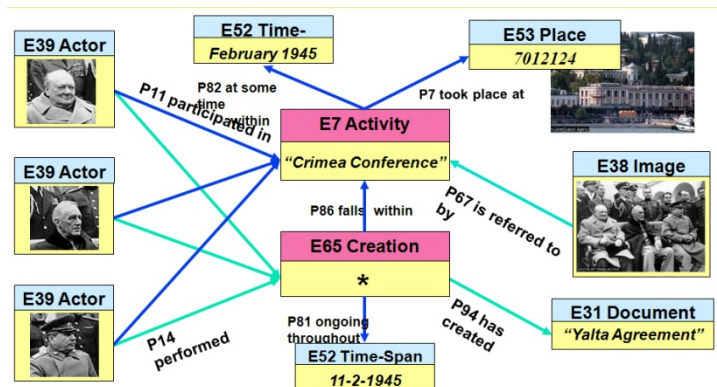 E39 Actor
E52 Time-
February 1945
E53 Place
7012124
P11 participated in
P82 at some
time
within
P7 took place at
E7 Activity
“Crimea Conference”
E39 Actor
E38 Image
P86 falls within
P67 is referred to
by
E65 Creation
*
E39 Actor
P14
performed
P81 ongoing
throughout
P94 has
created
E31 Document
“Yalta Agreement”
E52 Time-Span
11-2-1945